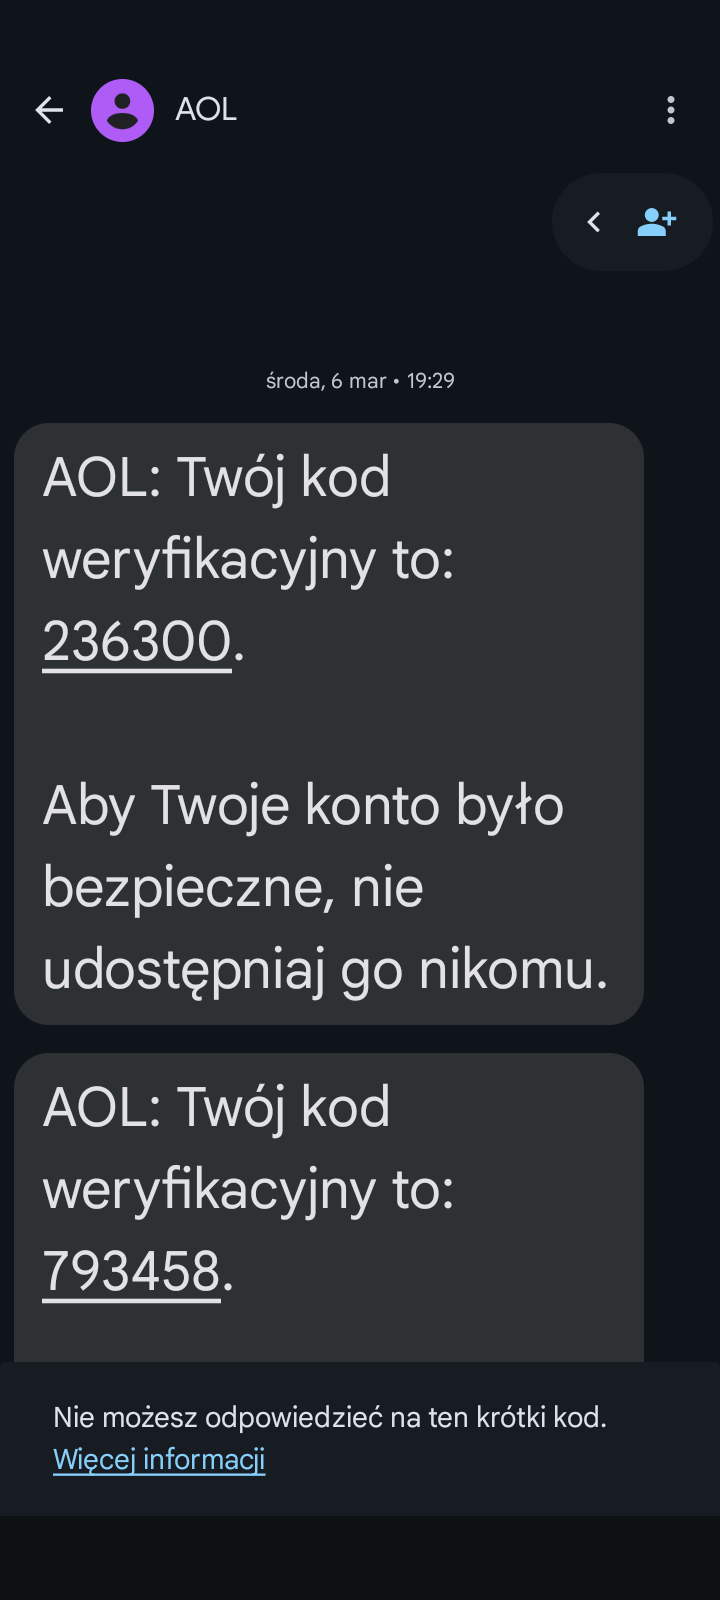 AOL
środa, 6 mar • 19:29
AOL: Twój kod
weryfikacyjny to:
236300.
Aby Twoje konto było
bezpieczne, nie
udostępniaj go nikomu.
AOL: Twój kod
weryfikacyjny to:
793458.
Nie możesz odpowiedzieć na ten krótki kod.
Więcej informacji